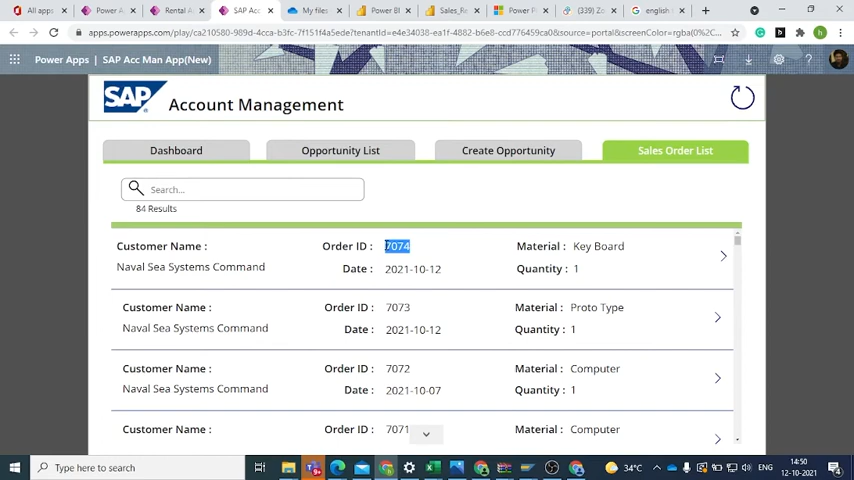 All apps
Power A
Rental As
SAP Acc
My files
Power BI
Sales_Re
Power P
(339) Zo
english
apps.powerapps.com/play/ca210580-989d-4cca-b3fc-7f151f4a5ede?tenantId=e4e34038-ea1f-4882-b6e8-ccd776459ca0&source=portal&screenColor=rgba(0%2C...
Power Apps | SAP Acc Man App(New)
SAP Account Management
Dashboard Opportunity List Create Opportunity Sales Order List
Search...
84 Results
Customer Name : Order ID : 7074 Material : Key Board
Naval Sea Systems Command Date : 2021-10-12 Quantity : 1
Customer Name : Order ID : 7073 Material : Proto Type
Naval Sea Systems Command Date : 2021-10-12 Quantity : 1
Customer Name : Order ID : 7072 Material : Computer
Naval Sea Systems Command Date : 2021-10-07 Quantity : 1
Customer Name : Order ID : 7071 Material : Computer
Type here to search
34°C
ENG
14:50
12-10-2021